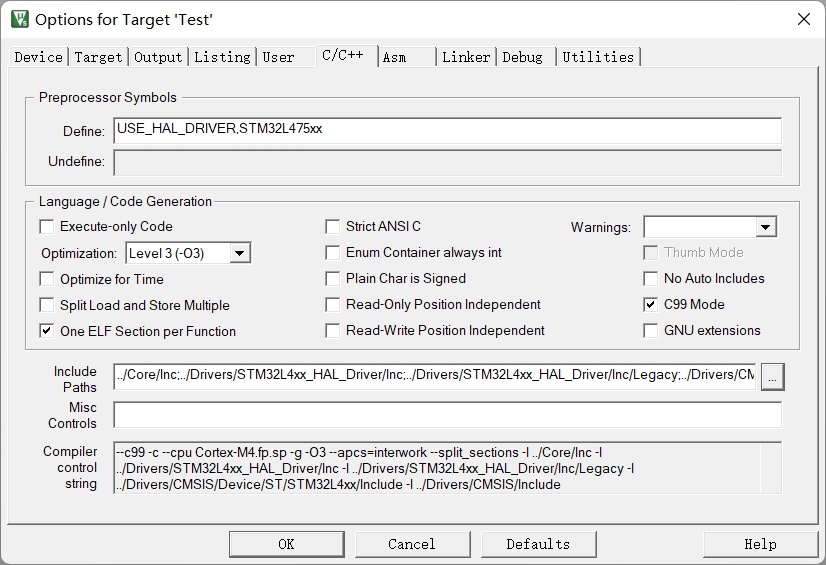 Options for Target 'Test'
Device Target Output Listing User C/C++ Asm Linker Debug Utilities
Preprocessor Symbols
Define: USE_HAL_DRIVER,STM32L475xx
Undefine:
Language / Code Generation
Execute-only Code Strict ANSI C Warnings:
Optimization: Level 3 (-O3) Enum Container always int Thumb Mode
Optimize for Time Plain Char is Signed No Auto Includes
Split Load and Store Multiple Read-Only Position Independent C99 Mode
One ELF Section per Function Read-Write Position Independent GNU extensions
Include
Paths
../Core/Inc;../Drivers/STM32L4xx_HAL_Driver/Inc;../Drivers/STM32L4xx_HAL_Driver/Inc/Legacy;../Drivers/CMS
...
Misc
Controls
Compiler
control
string
--c99 -c --cpu Cortex-M4.fp.sp -g -O3 --apcs=interwork --split_sections -I ../Core/Inc -I
../Drivers/STM32L4xx_HAL_Driver/Inc -I ../Drivers/STM32L4xx_HAL_Driver/Inc/Legacy -I
../Drivers/CMSIS/Device/ST/STM32L4xx/Include -I ../Drivers/CMSIS/Include
OK Cancel Defaults Help